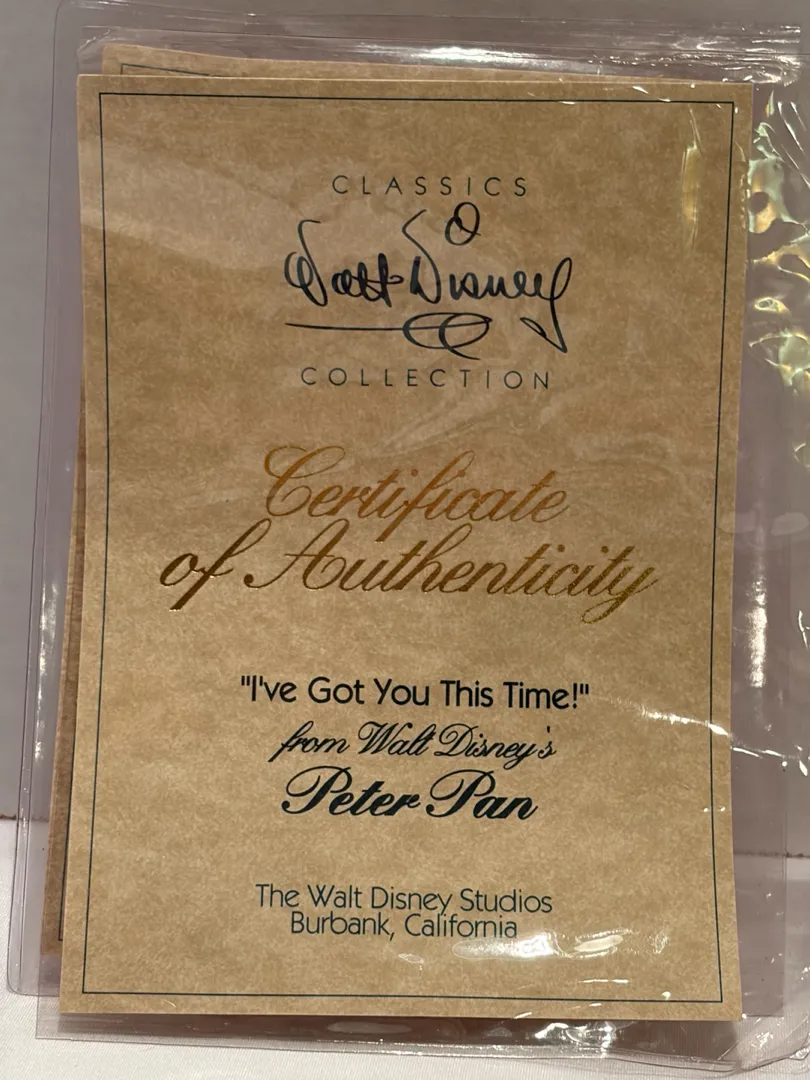 CLASSICS
Walt Disney
COLLECTION
Certificate
of Authenticity
"I've Got You This Time!"
from Walt Disney's
Peter Pan
The Walt Disney Studios
Burbank, California